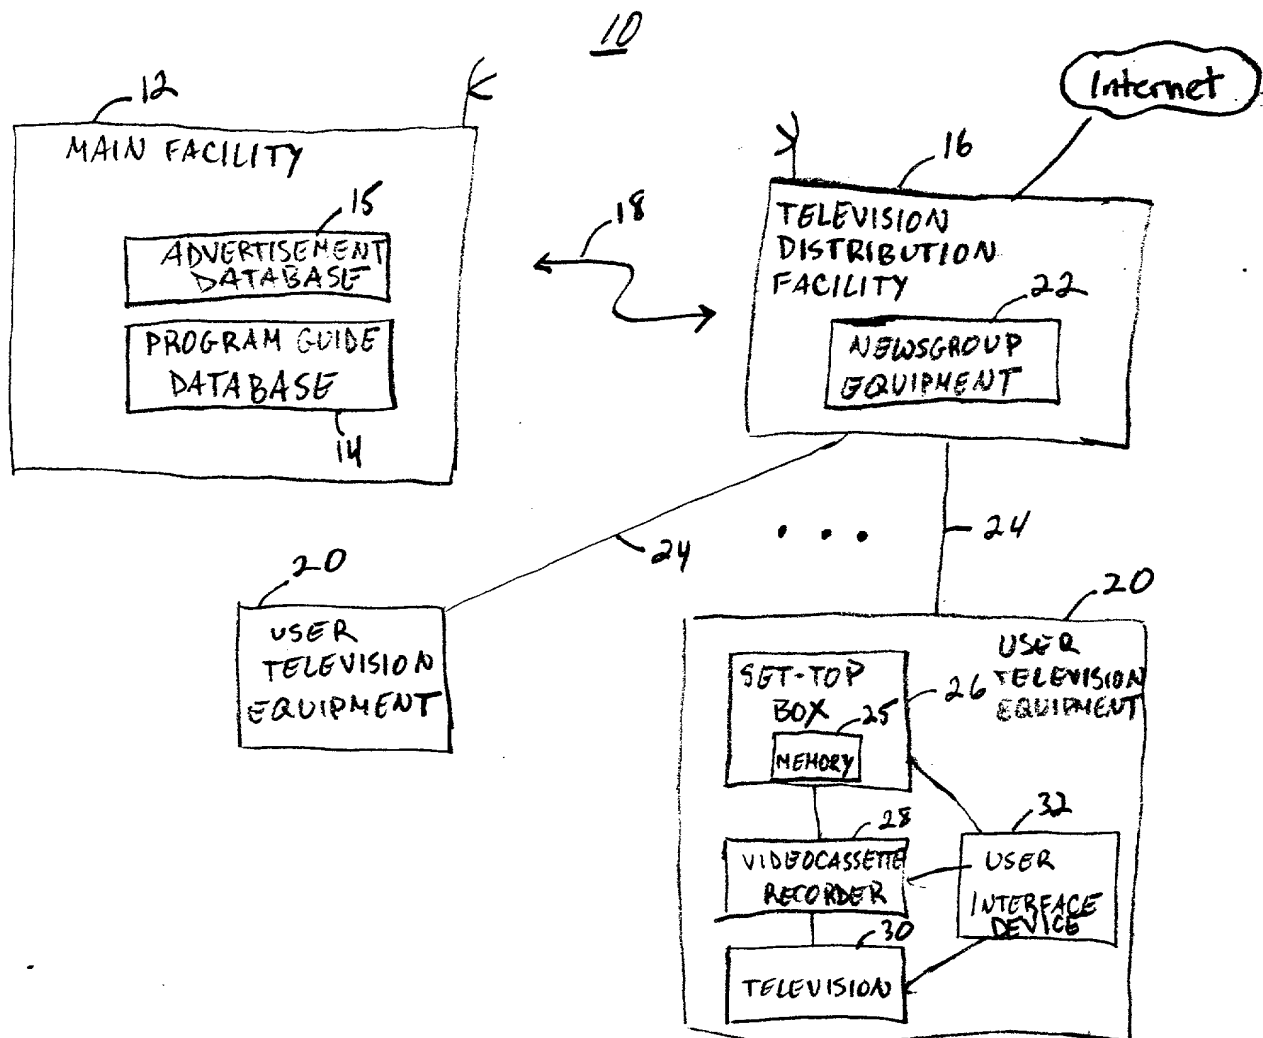 10
Internet
12
MAIN FACILITY
15
ADVERTISEMENT
DATABASE
PROGRAM GUIDE
DATABASE
14
18
16
TELEVISION
DISTRIBUTION
FACILITY
22
NEWSGROUP
EQUIPMENT
24
24
20
USER
TELEVISION
EQUIPMENT
20
USER
TELEVISION
EQUIPMENT
SET-TOP
BOX
26
25
MEMORY
28
VIDEOCASSETTE
RECORDER
32
USER
INTERFACE
DEVICE
30
TELEVISION